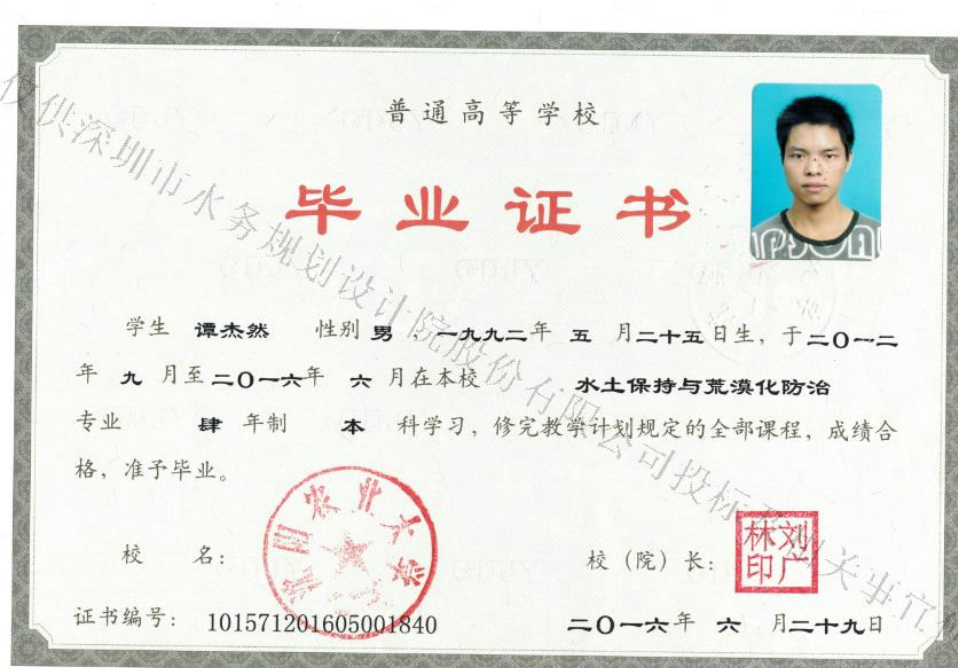 普通高等学校
毕业证书
学生 谭杰然 性别 男 ，一九九二年 五 月二十五日生，于二〇一二
年 九 月至二〇一六年 六 月在本校 水土保持与荒漠化防治
专业 肆 年制 本 科学习，修完教学计划规定的全部课程，成绩合
格，准予毕业。
校 名：
校（院）长：
刘广林印
证书编号： 101571201605001840
二〇一六年 六 月二十九日
仅供深圳市水务规划设计院股份有限公司投标
关事宜